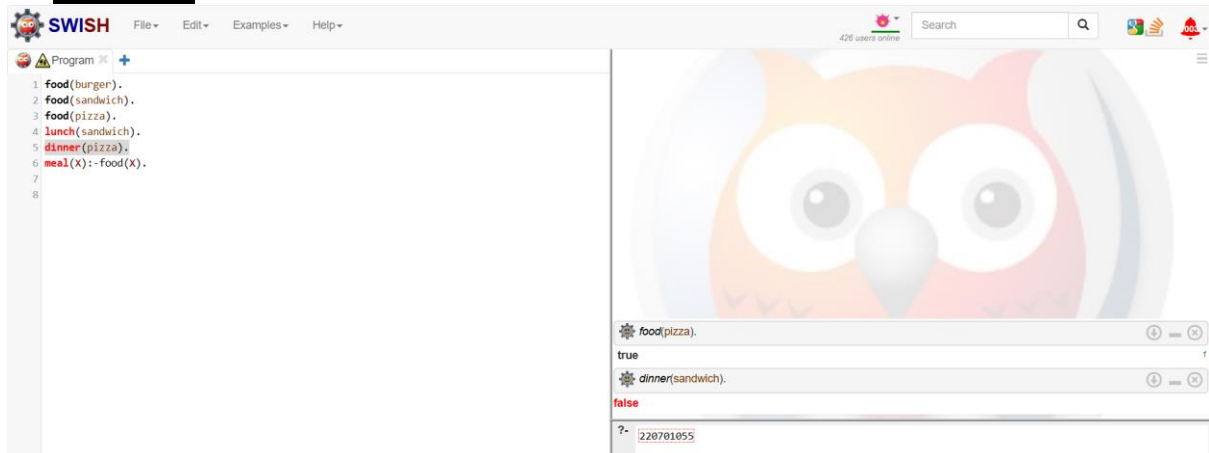 SWISH File Edit Examples Help 426 users online Search
Program
1 food(burger).
2 food(sandwich).
3 food(pizza).
4 lunch(sandwich).
5 dinner(pizza).
6 meal(X):-food(X).
7
8
food(pizza).
true
dinner(sandwich).
false
?- 220701055